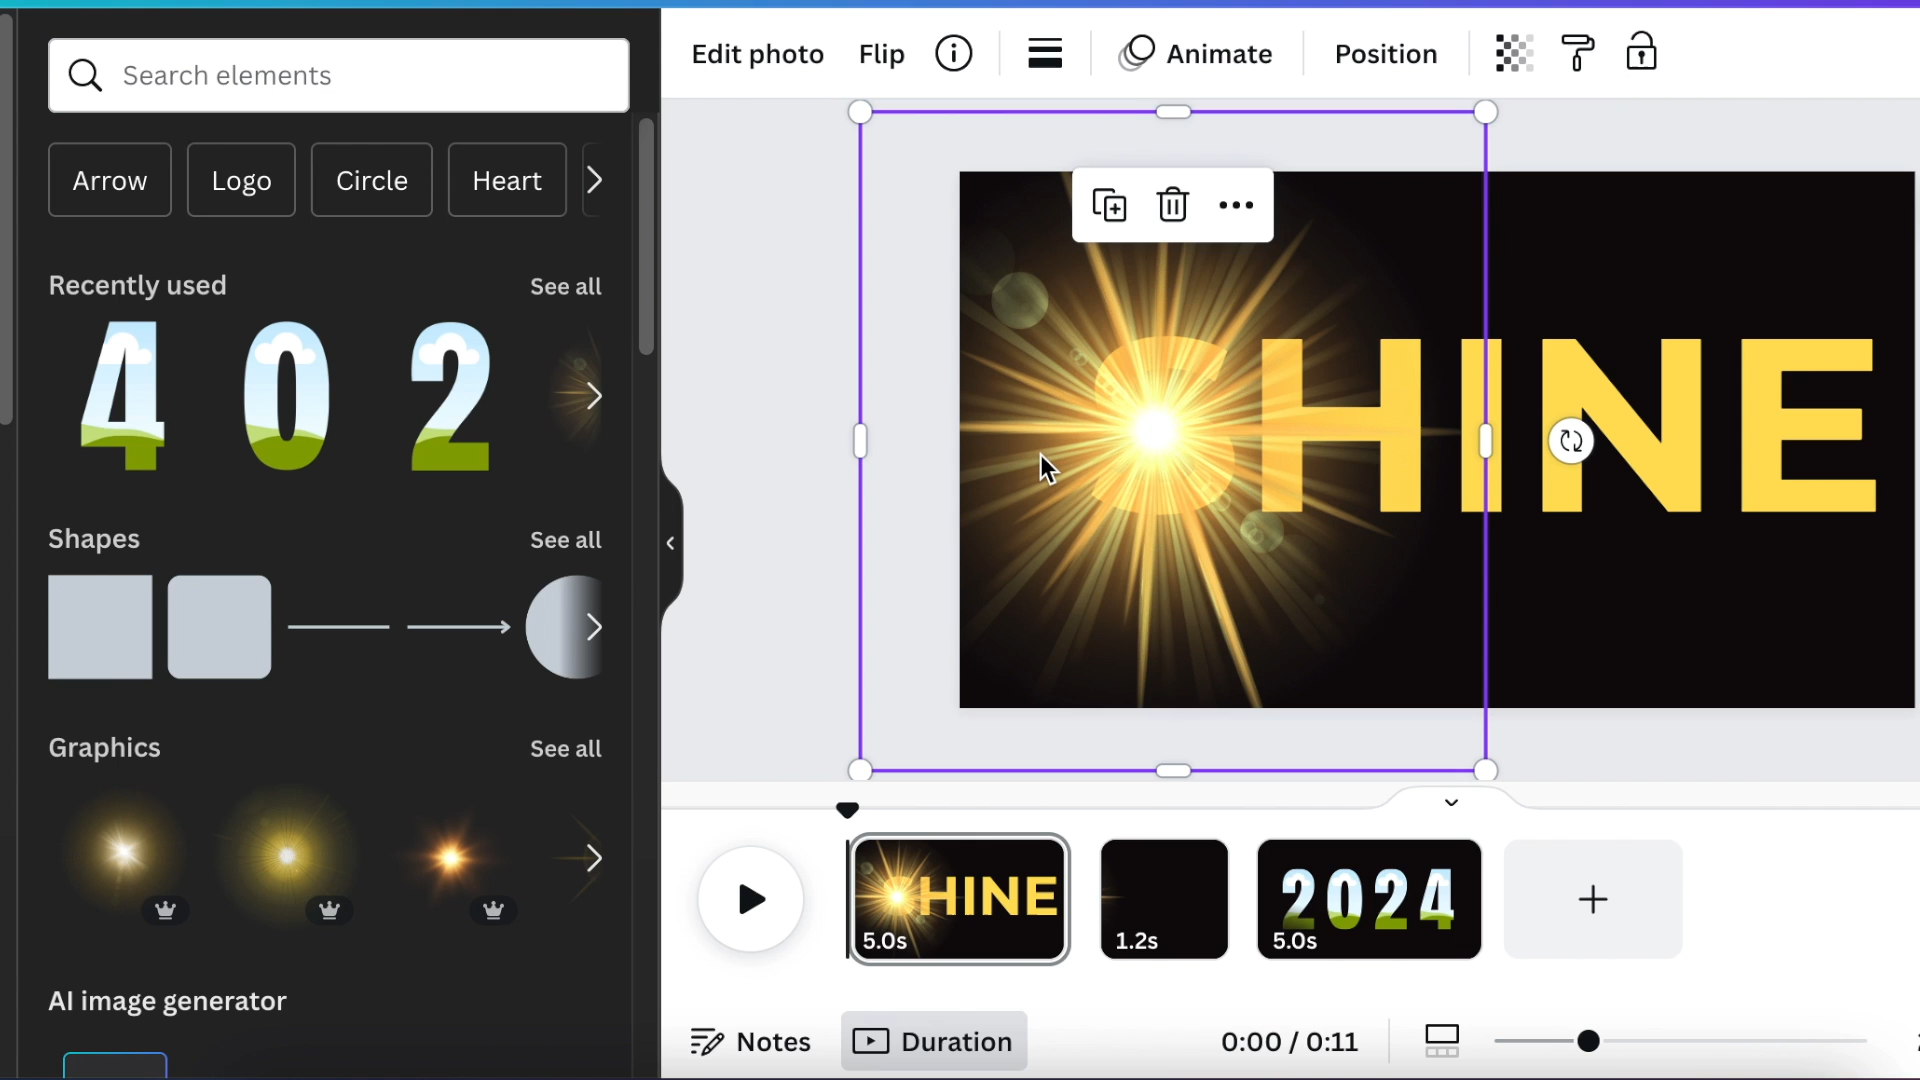 Search elements
Edit photo Flip Animate Position
Arrow Logo Circle Heart
Recently used See all
4 0 2
SHINE
Shapes See all
Graphics See all
HINE
5.0s
1.2s
2024
5.0s
AI image generator
Notes Duration 0:00 / 0:11